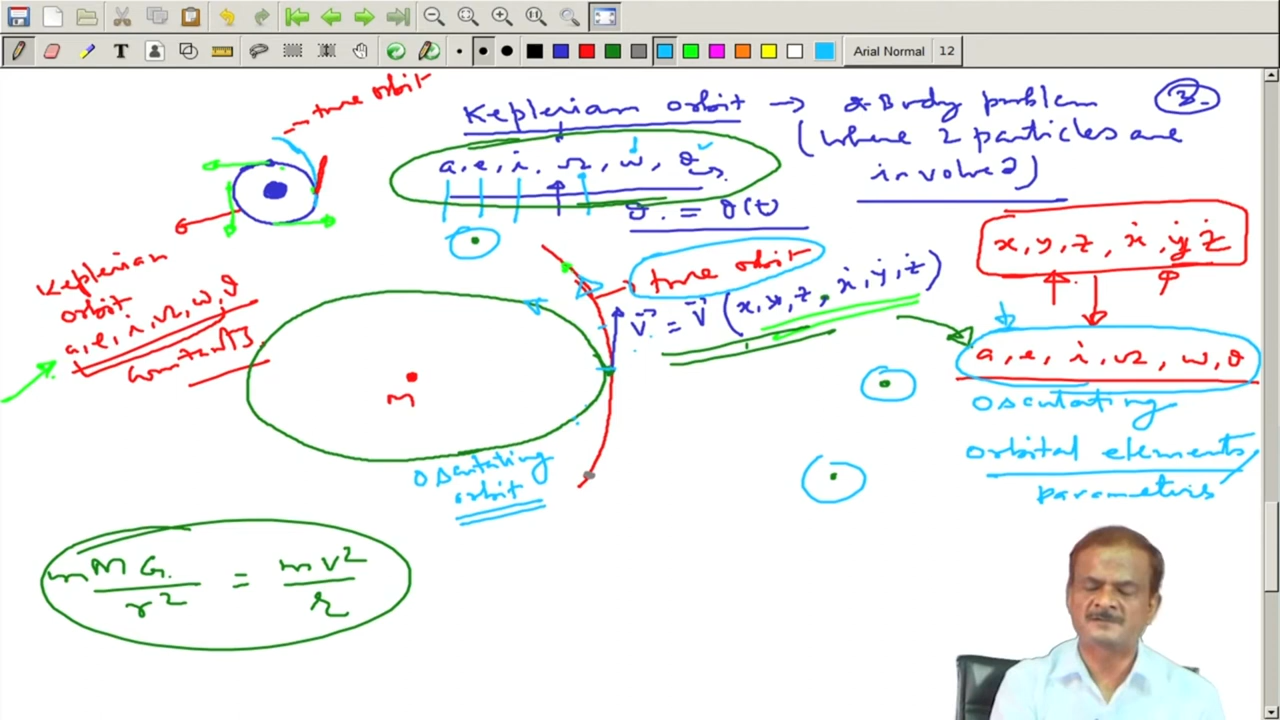 Arial Normal 12
true orbit
Keplerian orbit → 2 Body problem
(where 2 particles are involved)
3.
a, e, i, Ω, ω, θ
θ = θ(t)
Keplerian
orbit
a, e, i, Ω, ω, θ
constants.
true orbit
V⃗ = V⃗ (x, y, z, ẋ, ẏ, ż)
x, y, z, ẋ, ẏ, ż
a, e, i, Ω, ω, θ
Osculating
orbital elements/
parameters
M
Osculating
orbit
mMG/r² = mv²/r